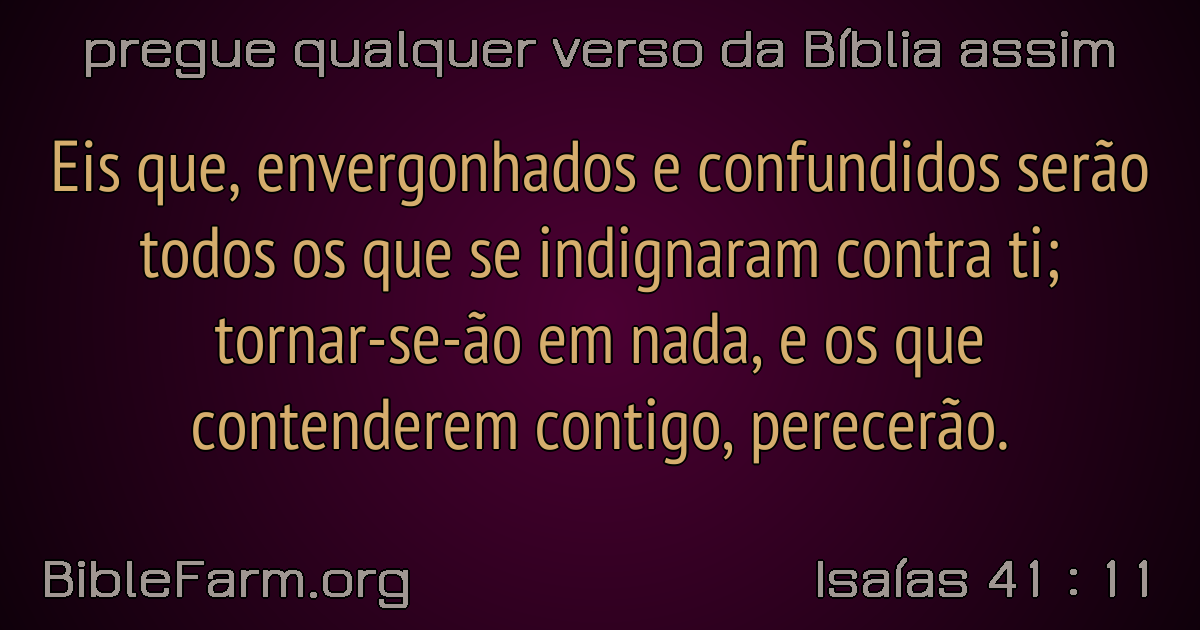 pregue qualquer verso da Bíblia assim
Eis que, envergonhados e confundidos serão
todos os que se indignaram contra ti;
tornar-se-ão em nada, e os que
contenderem contigo, perecerão.
BibleFarm.org
Isaías 41 : 11